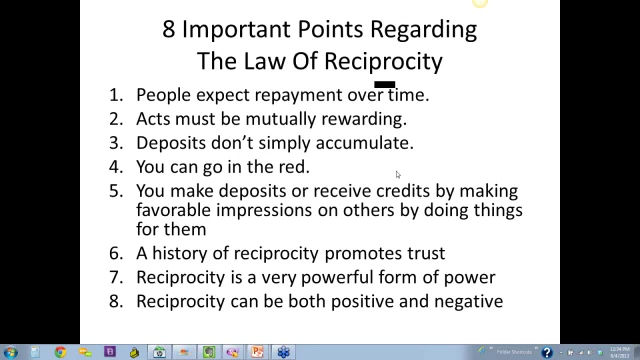 8 Important Points Regarding
The Law Of Reciprocity
1. People expect repayment over time.
2. Acts must be mutually rewarding.
3. Deposits don't simply accumulate.
4. You can go in the red.
5. You make deposits or receive credits by making
favorable impressions on others by doing things
for them
6. A history of reciprocity promotes trust
7. Reciprocity is a very powerful form of power
8. Reciprocity can be both positive and negative
Folder Shortcuts